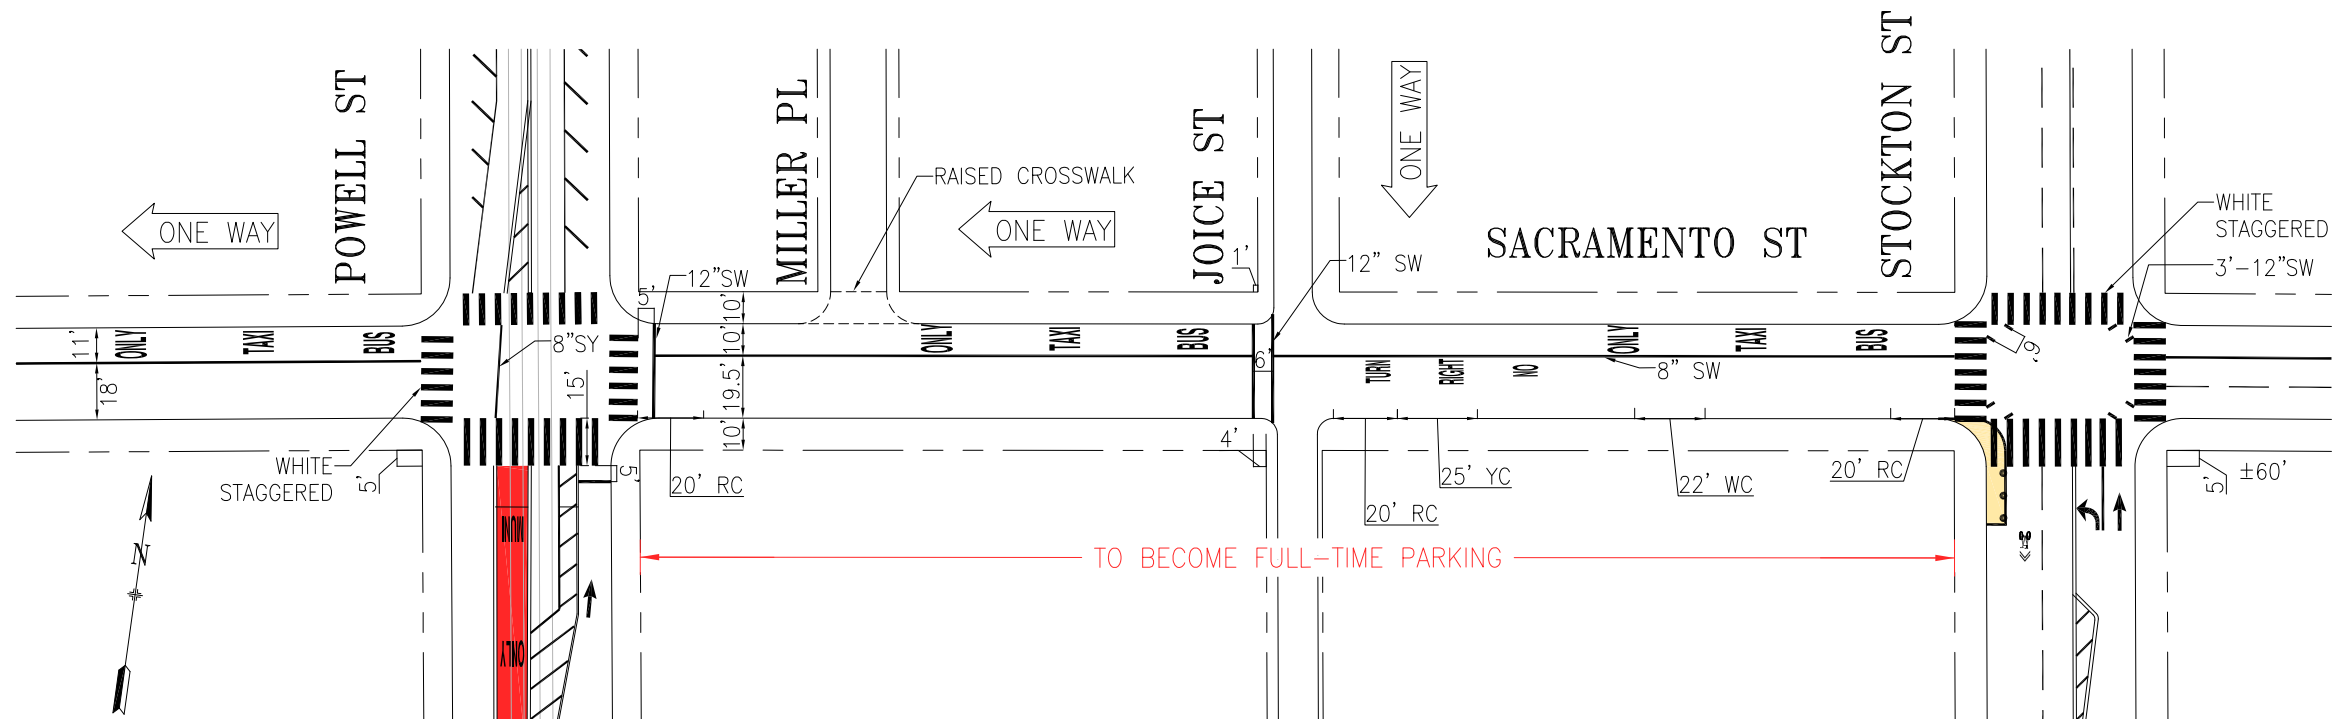 POWELL ST
MILLER PL
JOICE ST
STOCKTON ST
SACRAMENTO ST
ONE WAY
ONE WAY
ONE WAY
RAISED CROSSWALK
WHITE
STAGGERED
3'-12"SW
12"SW
12" SW
1'
5'
11'
18'
ONLY
TAXI
BUS
8"SY
15'
10'
10'
19.5'
10'
ONLY
TAXI
BUS
6'
TURN
RIGHT
NO
ONLY
TAXI
BUS
8" SW
6'
WHITE
STAGGERED
5'
5'
20' RC
4'
20' RC
25' YC
22' WC
20' RC
5'
±60'
MUNI
ONLY
N
TO BECOME FULL-TIME PARKING